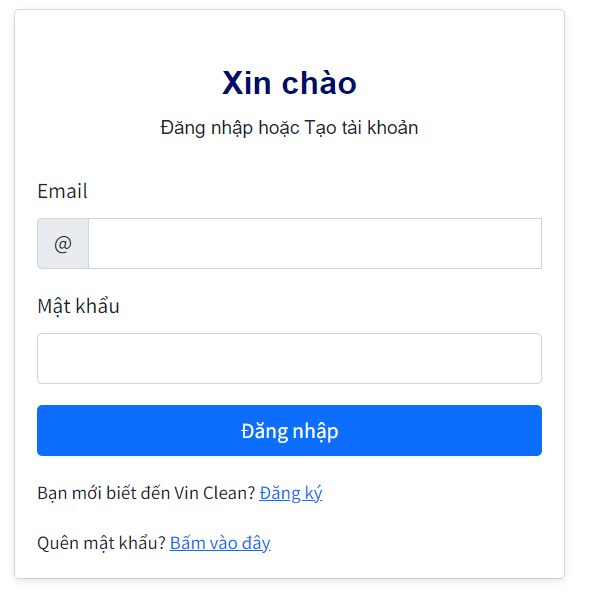 Xin chào
Đăng nhập hoặc Tạo tài khoản
Email
@
Mật khẩu
Đăng nhập
Bạn mới biết đến Vin Clean? Đăng ký
Quên mật khẩu? Bấm vào đây